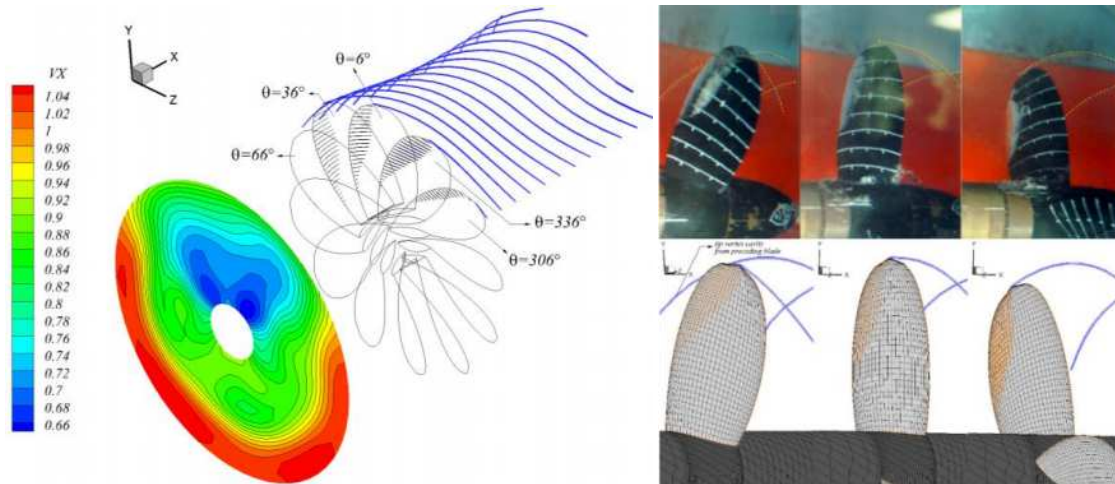 Y
X
Z
VX
1.04
1.02
1
0.98
0.96
0.94
0.92
0.9
0.88
0.86
0.84
0.82
0.8
0.78
0.76
0.74
0.72
0.7
0.68
0.66
θ=6°
θ=36°
θ=66°
θ=336°
θ=306°
tip vortex cavity
from preceding blade
Y
X
Y
X